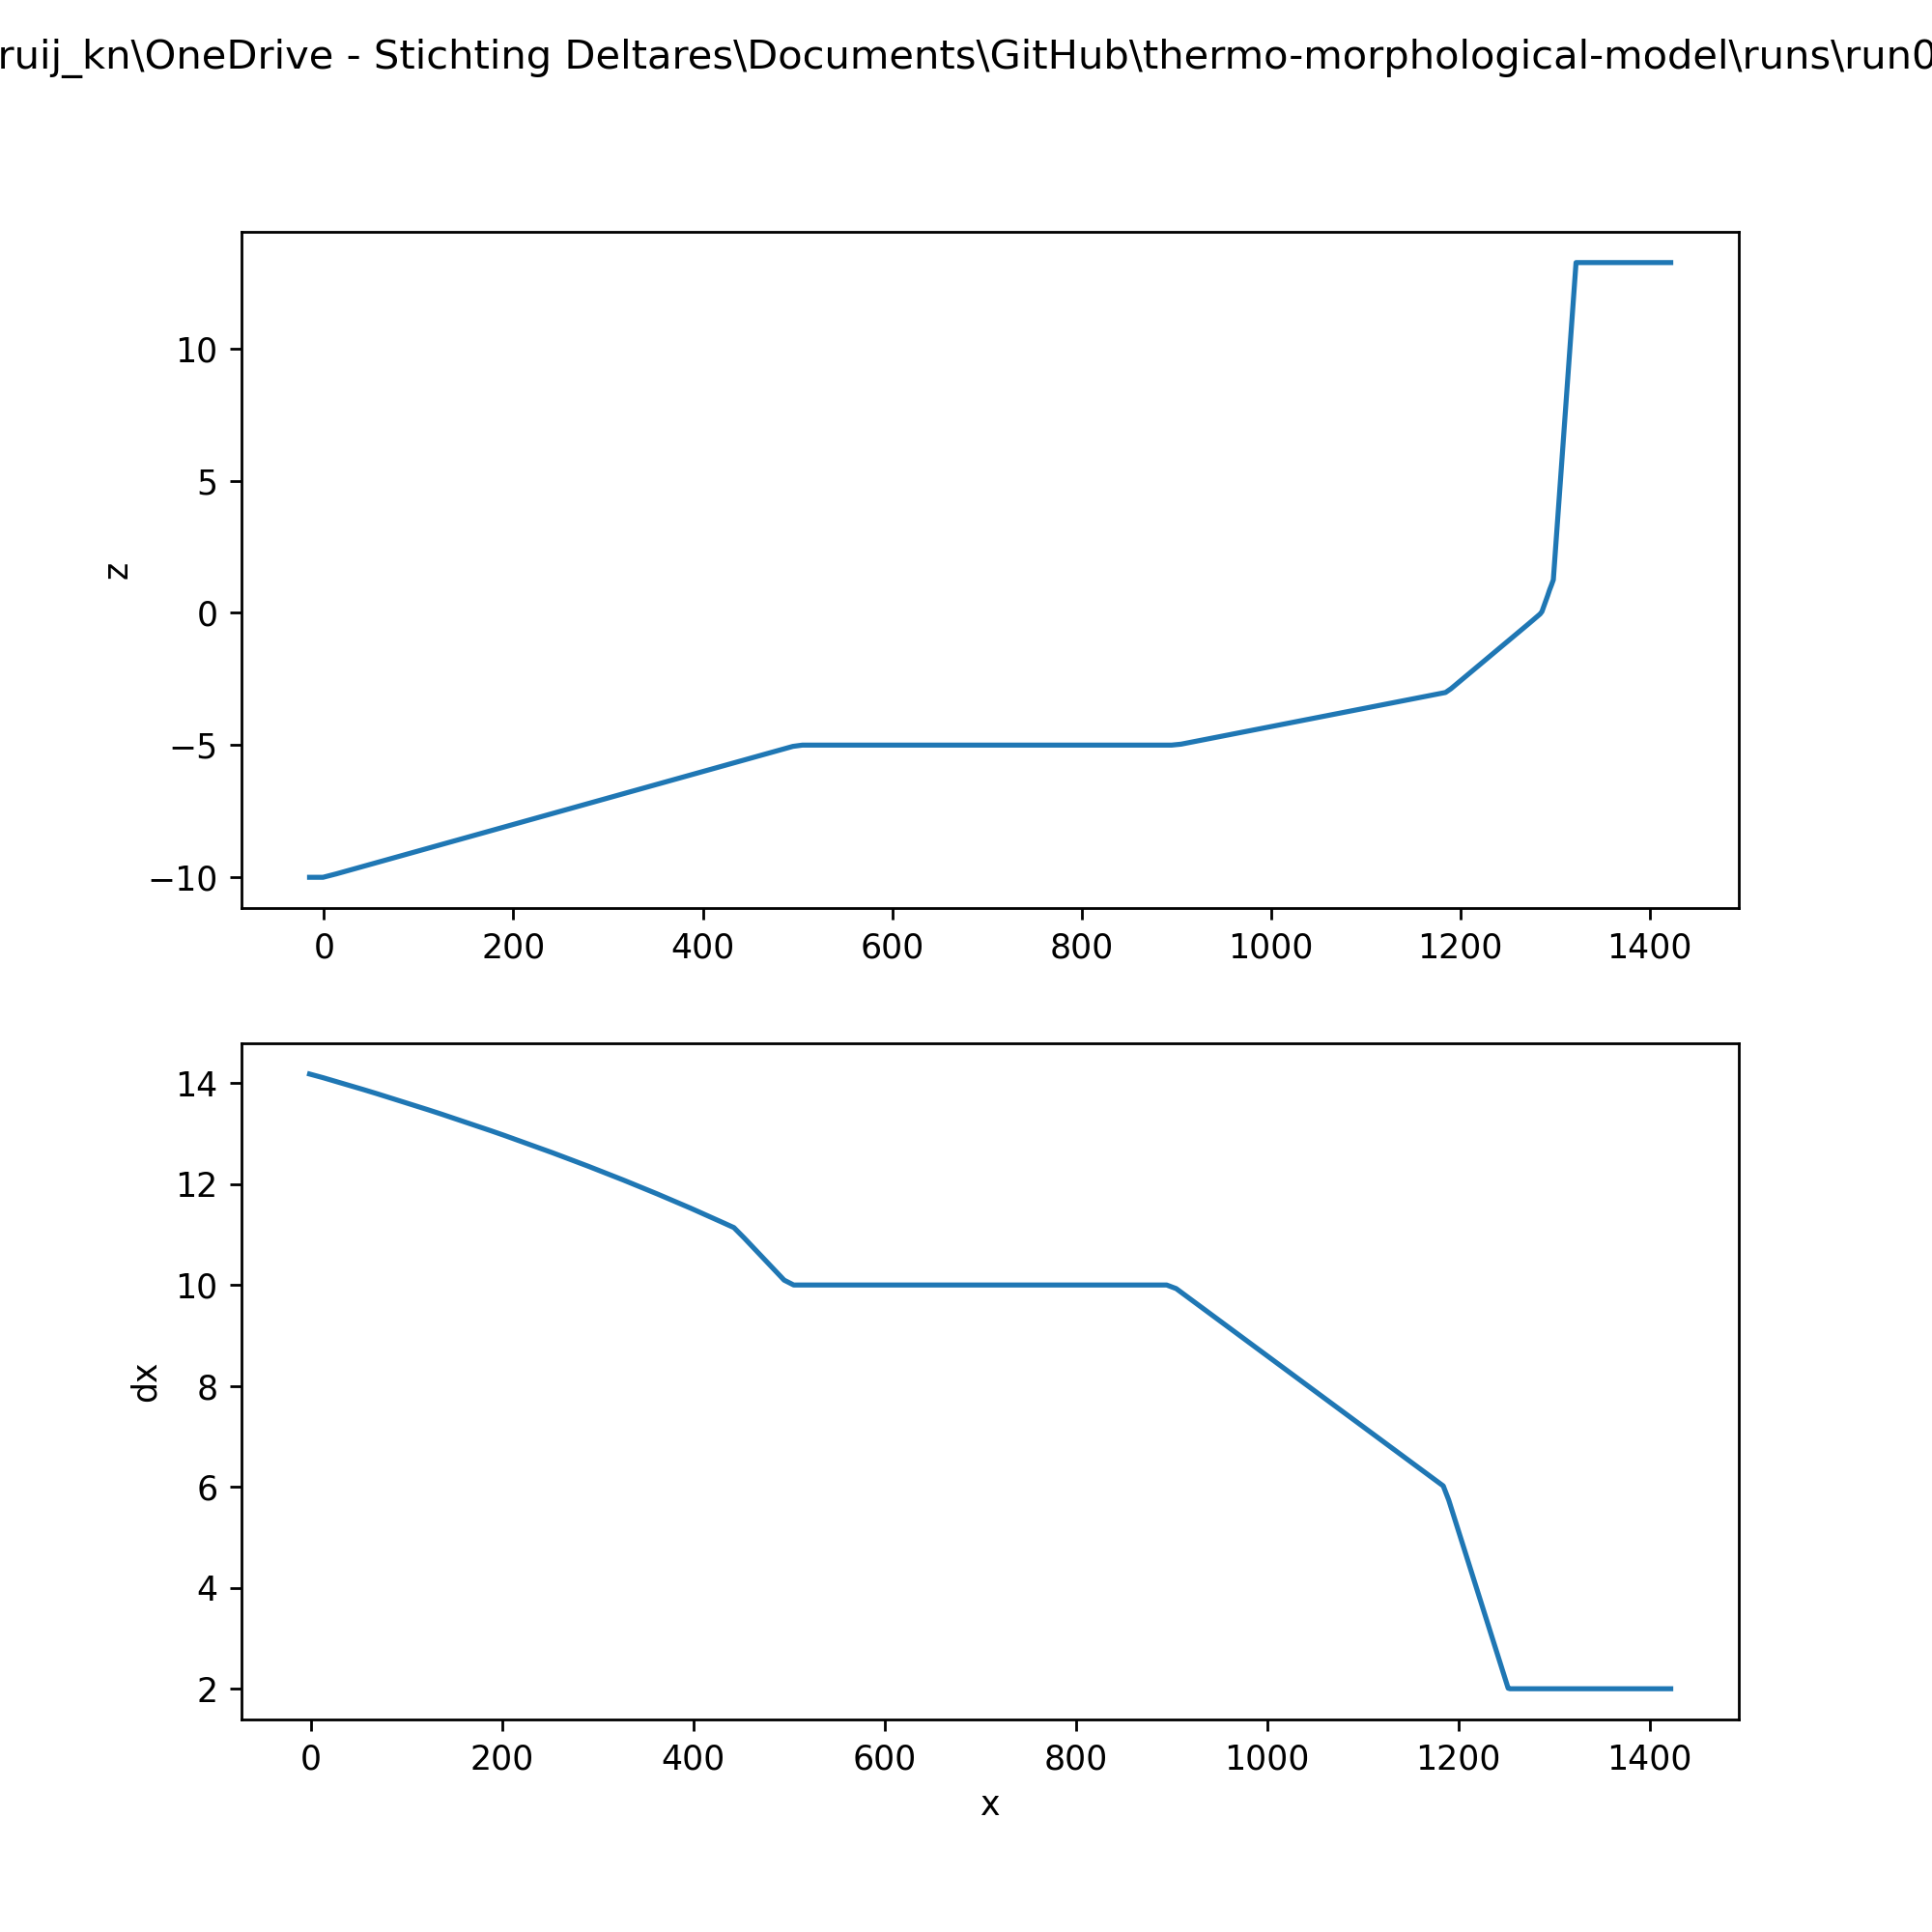 ruij_kn\OneDrive - Stichting Deltares\Documents\GitHub\thermo-morphological-model\runs\run0
10
5
z
0
−5
−10
0 200 400 600 800 1000 1200 1400
14
12
10
dx
8
6
4
2
0 200 400 600 800 1000 1200 1400
x